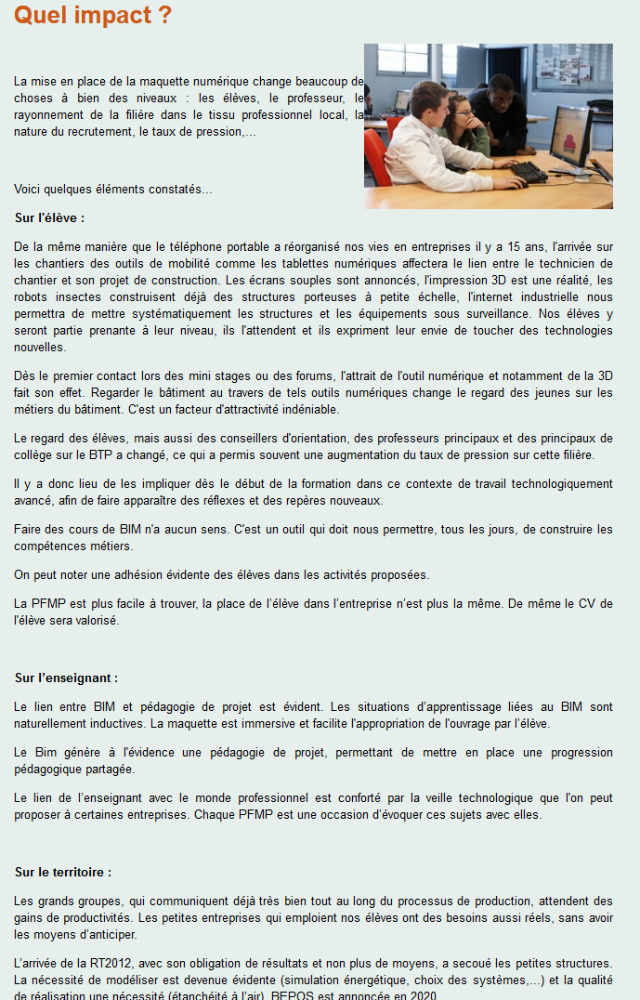 Quel impact ?
La mise en place de la maquette numérique change beaucoup de
choses à bien des niveaux : les élèves, le professeur, le
rayonnement de la filière dans le tissu professionnel local, la
nature du recrutement, le taux de pression,...
Voici quelques éléments constatés...
Sur l'élève :
De la même manière que le téléphone portable a réorganisé nos vies en entreprises il y a 15 ans, l'arrivée sur
les chantiers des outils de mobilité comme les tablettes numériques affectera le lien entre le technicien de
chantier et son projet de construction. Les écrans souples sont annoncés, l'impression 3D est une réalité, les
robots insectes construisent déjà des structures porteuses à petite échelle, l'internet industrielle nous
permettra de mettre systématiquement les structures et les équipements sous surveillance. Nos élèves y
seront partie prenante à leur niveau, ils l'attendent et ils expriment leur envie de toucher des technologies
nouvelles.
Dès le premier contact lors des mini stages ou des forums, l'attrait de l'outil numérique et notamment de la 3D
fait son effet. Regarder le bâtiment au travers de tels outils numériques change le regard des jeunes sur les
métiers du bâtiment. C'est un facteur d'attractivité indéniable.
Le regard des élèves, mais aussi des conseillers d'orientation, des professeurs principaux et des principaux de
collège sur le BTP a changé, ce qui a permis souvent une augmentation du taux de pression sur cette filière.
Il y a donc lieu de les impliquer dès le début de la formation dans ce contexte de travail technologiquement
avancé, afin de faire apparaître des réflexes et des repères nouveaux.
Faire des cours de BIM n'a aucun sens. C'est un outil qui doit nous permettre, tous les jours, de construire les
compétences métiers.
On peut noter une adhésion évidente des élèves dans les activités proposées.
La PFMP est plus facile à trouver, la place de l’élève dans l’entreprise n’est plus la même. De même le CV de
l'élève sera valorisé.
Sur l’enseignant :
Le lien entre BIM et pédagogie de projet est évident. Les situations d’apprentissage liées au BIM sont
naturellement inductives. La maquette est immersive et facilite l'appropriation de l'ouvrage par l’élève.
Le Bim génère à l'évidence une pédagogie de projet, permettant de mettre en place une progression
pédagogique partagée.
Le lien de l’enseignant avec le monde professionnel est conforté par la veille technologique que l'on peut
proposer à certaines entreprises. Chaque PFMP est une occasion d’évoquer ces sujets avec elles.
Sur le territoire :
Les grands groupes, qui communiquent déjà très bien tout au long du processus de production, attendent des
gains de productivités. Les petites entreprises qui emploient nos élèves ont des besoins aussi réels, sans avoir
les moyens d’anticiper.
L’arrivée de la RT2012, avec son obligation de résultats et non plus de moyens, a secoué les petites structures.
La nécessité de modéliser est devenue évidente (simulation énergétique, choix des systèmes,...) et la qualité
de réalisation une nécessité (étanchéité à l’air). BEPOS est annoncée en 2020